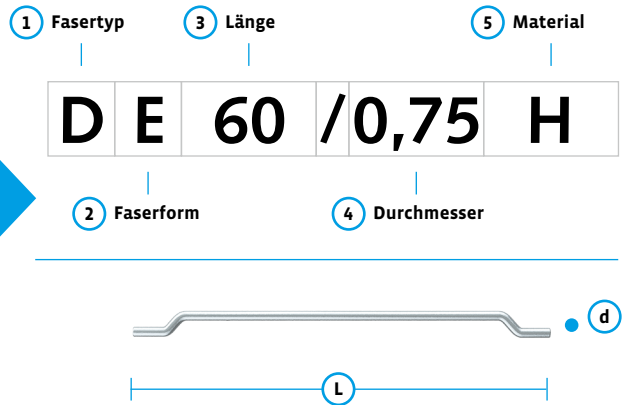 1 Fasertyp 3 Länge 5 Material
D E 60 / 0,75 H
2 Faserform 4 Durchmesser
d
L